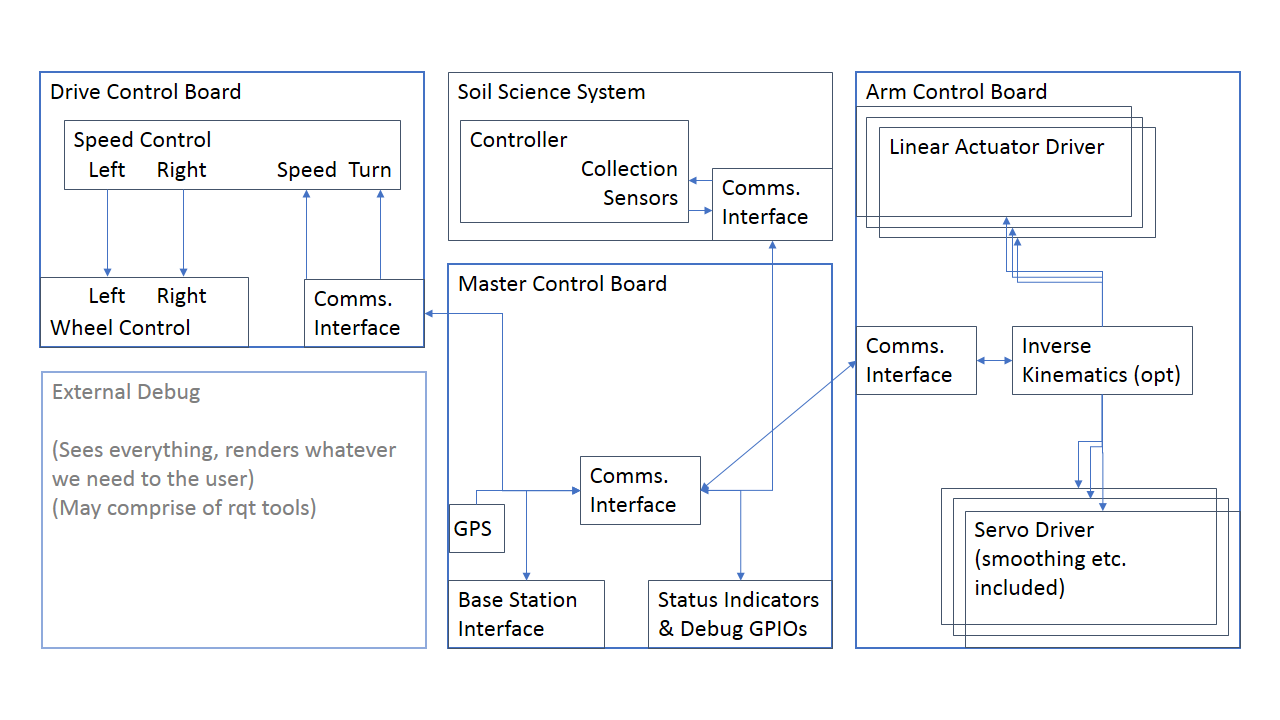 Drive Control Board
Speed Control
Left Right Speed Turn
Left Right
Wheel Control
Comms.
Interface
External Debug
(Sees everything, renders whatever
we need to the user)
(May comprise of rqt tools)
Soil Science System
Controller
Collection
Sensors
Comms.
Interface
Master Control Board
Comms.
Interface
GPS
Base Station
Interface
Status Indicators
& Debug GPIOs
Arm Control Board
Linear Actuator Driver
Comms.
Interface
Inverse
Kinematics (opt)
Servo Driver
(smoothing etc.
included)